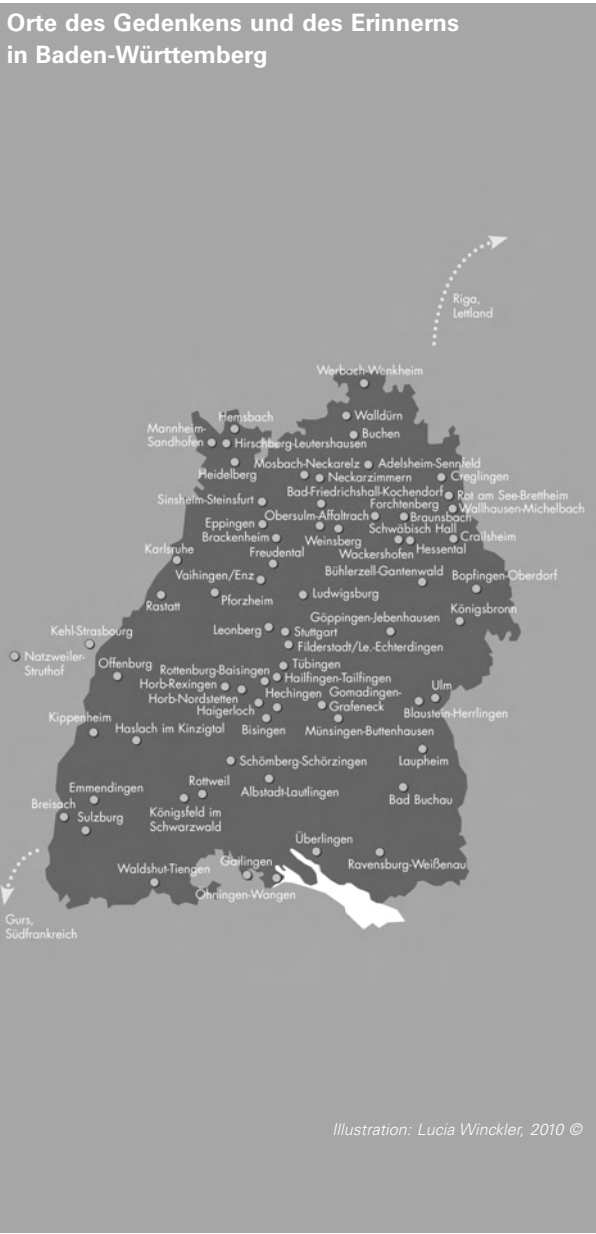 Orte des Gedenkens und des Erinnerns
in Baden-Württemberg
Riga,
Lettland
Werbach-Wenkheim
Walldürn
Hemsbach
Mannheim-
Sandhofen
Buchen
Hirschberg-Leutershausen
Heidelberg
Mosbach-Neckarelz
Adelsheim-Sennfeld
Neckarzimmern
Creglingen
Bad-Friedrichshall-Kochendorf
Rot am See-Brettheim
Sinsheim-Steinsfurt
Forchtenberg
Wallhausen-Michelbach
Obersulm-Affaltrach
Braunsbach
Eppingen
Schwäbisch Hall
Brackenheim
Weinsberg
Crailsheim
Karlsruhe
Freudental
Wackershofen
Hessental
Vaihingen/Enz
Bühlerzell-Gantenwald
Bopfingen-Oberdorf
Rastatt
Pforzheim
Ludwigsburg
Königsbronn
Göppingen-Jebenhausen
Kehl-Strasbourg
Leonberg
Stuttgart
Filderstadt/Le.-Echterdingen
Natzweiler-
Struthof
Offenburg
Tübingen
Rottenburg-Baisingen
Hailfingen-Tailfingen
Horb-Rexingen
Hechingen
Gomadingen-
Grafeneck
Ulm
Horb-Nordstetten
Haigerloch
Blaustein-Herrlingen
Kippenheim
Haslach im Kinzigtal
Bisingen
Münsingen-Buttenhausen
Schömberg-Schörzingen
Laupheim
Rottweil
Albstadt-Lautlingen
Emmendingen
Bad Buchau
Breisach
Sulzburg
Königsfeld im
Schwarzwald
Überlingen
Waldshut-Tiengen
Gailingen
Ravensburg-Weißenau
Öhningen-Wangen
Gurs,
Südfrankreich
Illustration: Lucia Winckler, 2010 ©